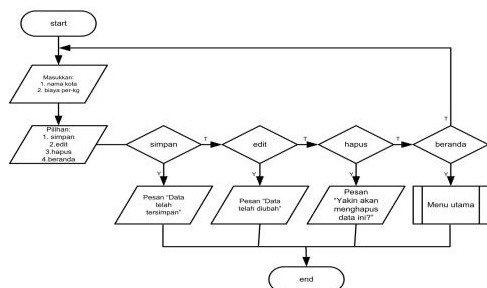 start
Masukkan:
1. nama kota
2. biaya per-kg
Pilihan:
1. simpan
2.edit
3.hapus
4.beranda
simpan
T
edit
T
hapus
T
beranda
T
Y
Y
Y
Y
Pesan "Data
telah
tersimpan"
Pesan "Data
telah diubah"
Pesan
"Yakin akan
menghapus
data ini?"
Menu utama
end